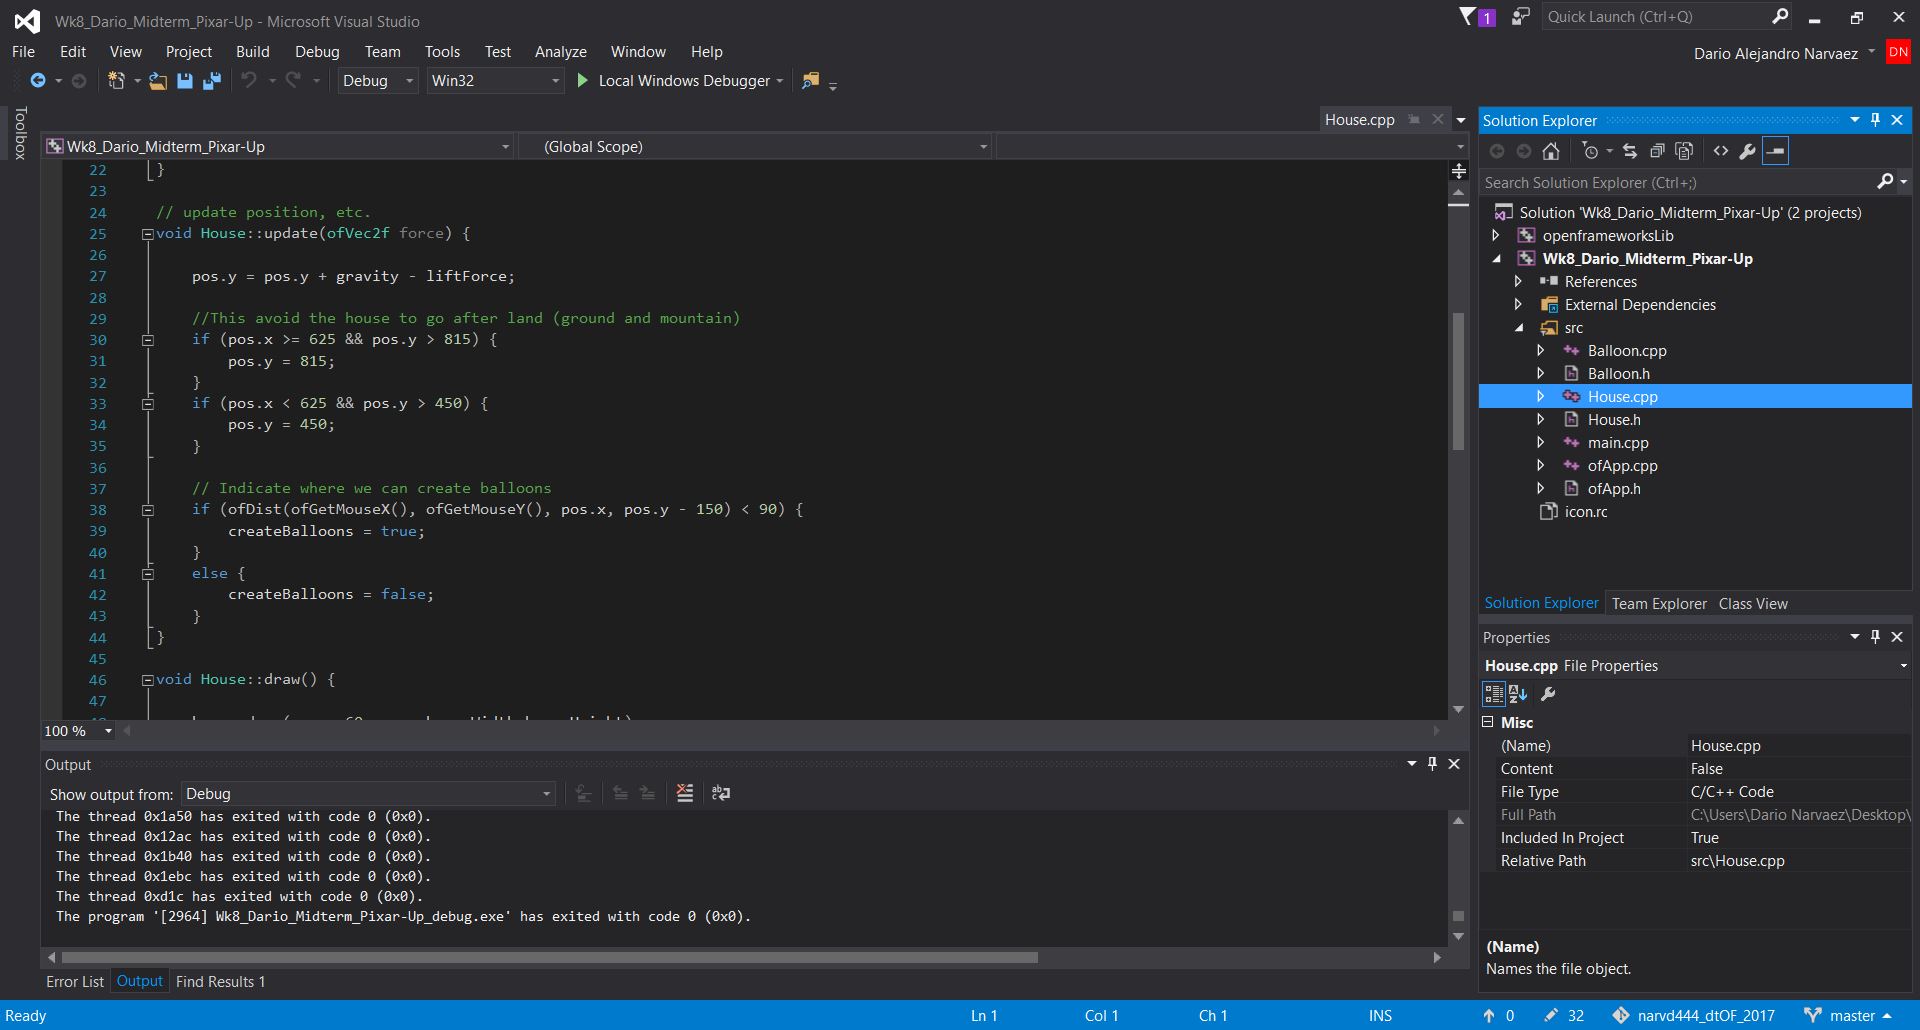 Wk8_Dario_Midterm_Pixar-Up - Microsoft Visual Studio
1
Quick Launch (Ctrl+Q)
File Edit View Project Build Debug Team Tools Test Analyze Window Help
Dario Alejandro Narvaez DN
Debug Win32 Local Windows Debugger
Toolbox
House.cpp
Wk8_Dario_Midterm_Pixar-Up (Global Scope)
22 }
23
24 // update position, etc.
25 void House::update(ofVec2f force) {
26
27 pos.y = pos.y + gravity - liftForce;
28
29 //This avoid the house to go after land (ground and mountain)
30 if (pos.x >= 625 && pos.y > 815) {
31 pos.y = 815;
32 }
33 if (pos.x < 625 && pos.y > 450) {
34 pos.y = 450;
35 }
36
37 // Indicate where we can create balloons
38 if (ofDist(ofGetMouseX(), ofGetMouseY(), pos.x, pos.y - 150) < 90) {
39 createBalloons = true;
40 }
41 else {
42 createBalloons = false;
43 }
44 }
45
46 void House::draw() {
47
100 %
Output
Show output from: Debug
The thread 0x1a50 has exited with code 0 (0x0).
The thread 0x12ac has exited with code 0 (0x0).
The thread 0x1b40 has exited with code 0 (0x0).
The thread 0x1ebc has exited with code 0 (0x0).
The thread 0xd1c has exited with code 0 (0x0).
The program '[2964] Wk8_Dario_Midterm_Pixar-Up_debug.exe' has exited with code 0 (0x0).
Error List Output Find Results 1
Solution Explorer
Search Solution Explorer (Ctrl+;)
Solution 'Wk8_Dario_Midterm_Pixar-Up' (2 projects)
openframeworksLib
Wk8_Dario_Midterm_Pixar-Up
References
External Dependencies
src
Balloon.cpp
Balloon.h
House.cpp
House.h
main.cpp
ofApp.cpp
ofApp.h
icon.rc
Solution Explorer Team Explorer Class View
Properties
House.cpp File Properties
Misc
(Name) House.cpp
Content False
File Type C/C++ Code
Full Path C:\Users\Dario Narvaez\Desktop\
Included In Project True
Relative Path src\House.cpp
(Name)
Names the file object.
Ready Ln 1 Col 1 Ch 1 INS 0 32 narvd444_dtOF_2017 master